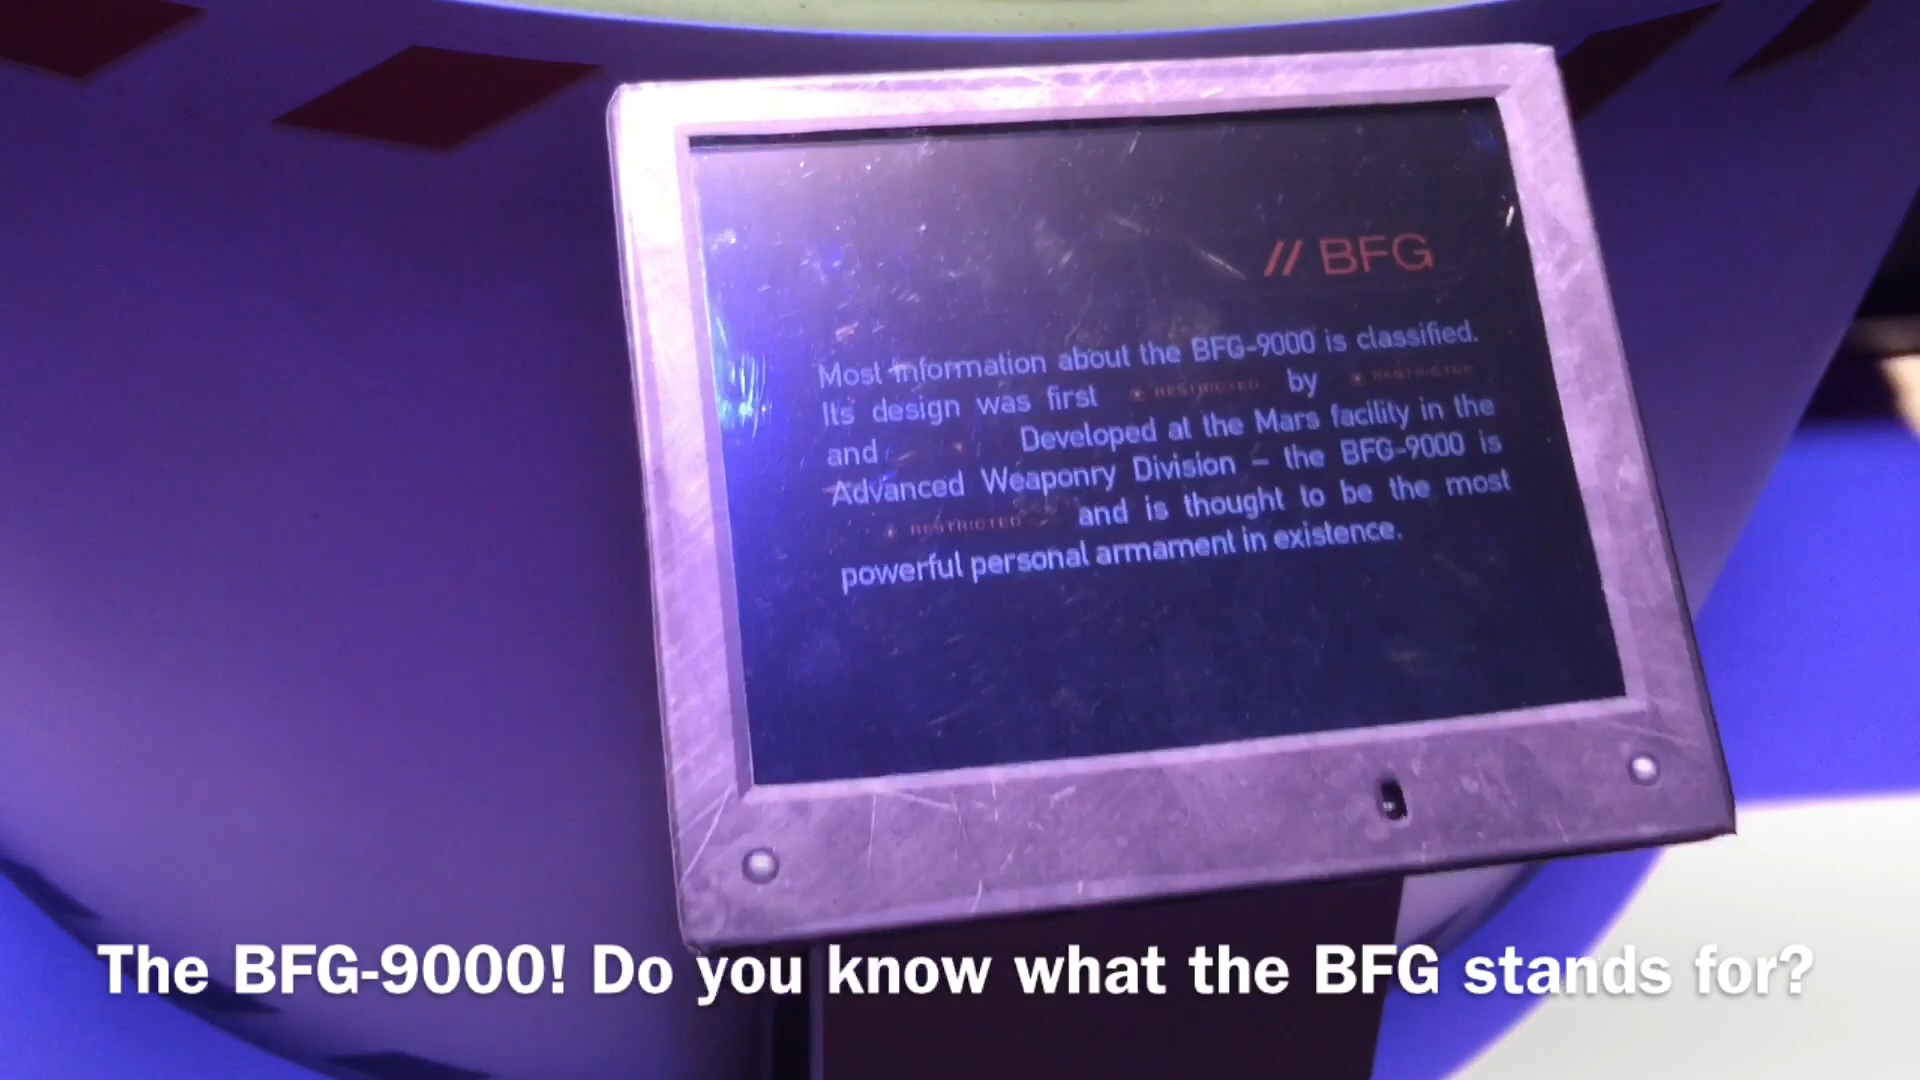 // BFG
Most information about the BFG-9000 is classified.
Its design was first RESTRICTED by RESTRICTED
and Developed at the Mars facility in the
Advanced Weaponry Division – the BFG-9000 is
RESTRICTED and is thought to be the most
powerful personal armament in existence.
The BFG-9000! Do you know what the BFG stands for?